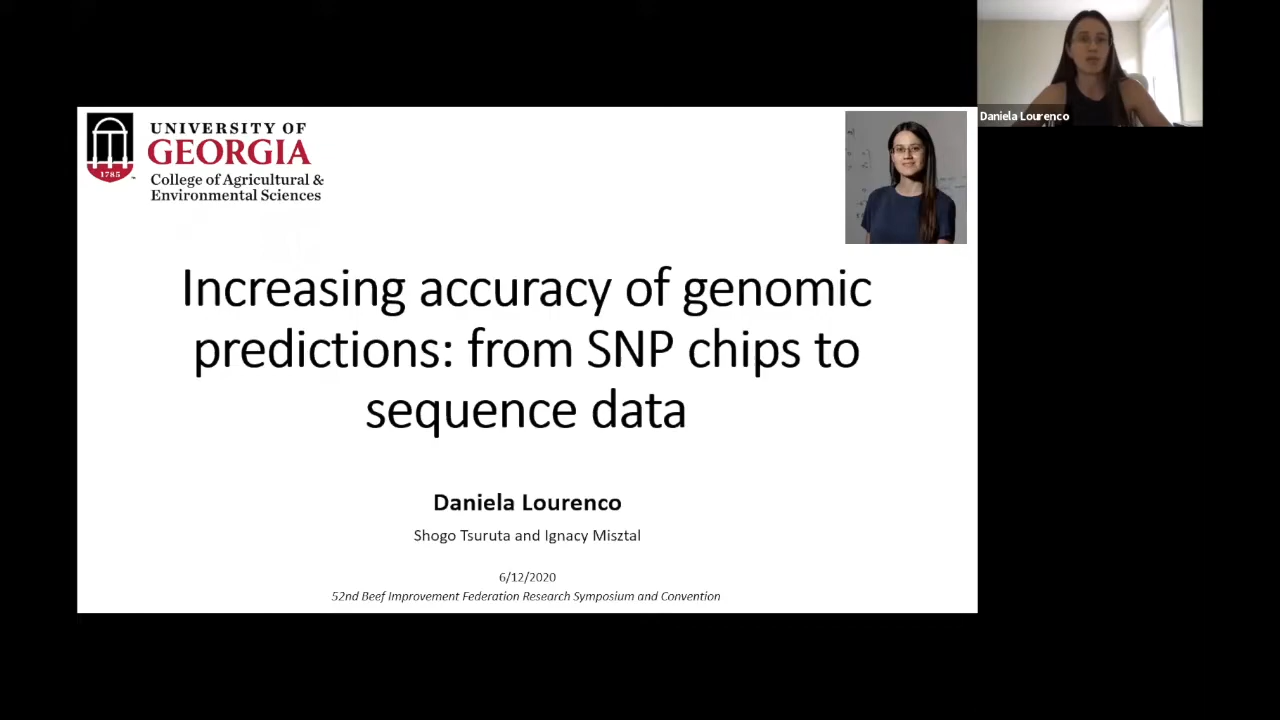 UNIVERSITY OF
GEORGIA
College of Agricultural &
Environmental Sciences
1785
Daniela Lourenco
Increasing accuracy of genomic
predictions: from SNP chips to
sequence data
Daniela Lourenco
Shogo Tsuruta and Ignacy Misztal
6/12/2020
52nd Beef Improvement Federation Research Symposium and Convention